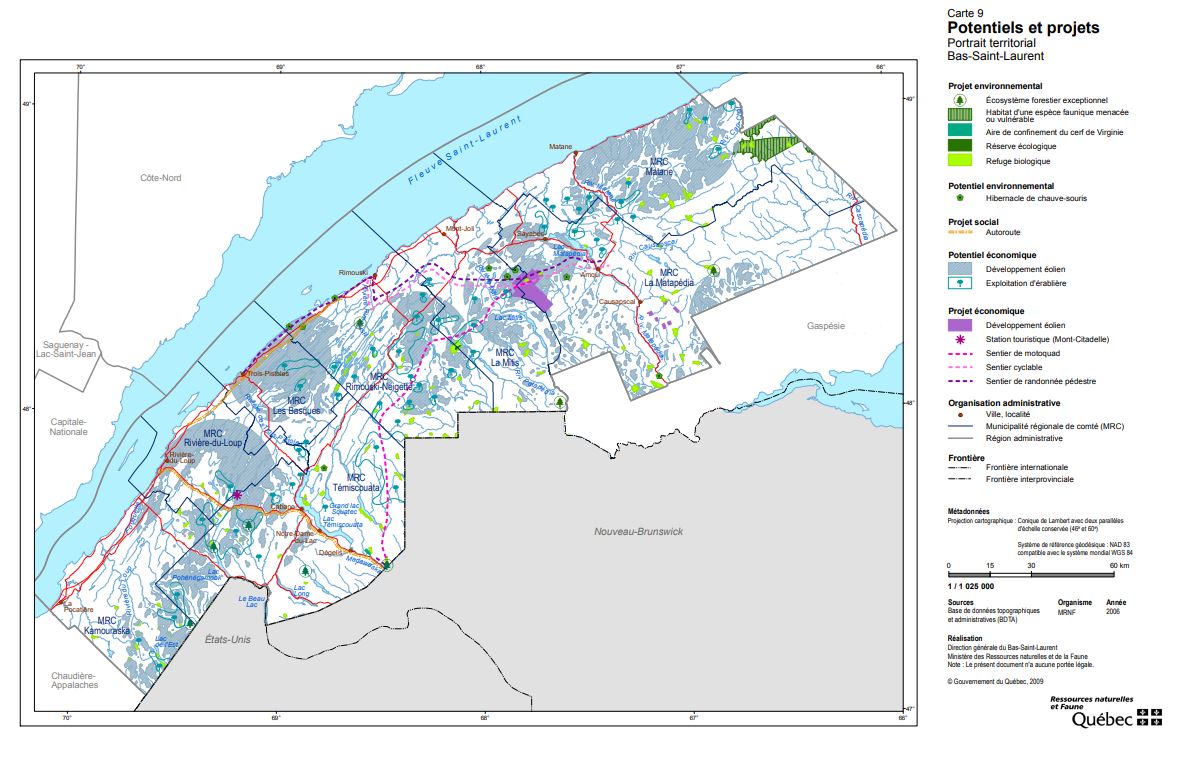 Carte 9
Potentiels et projets
Portrait territorial
Bas-Saint-Laurent
Projet environnemental
Écosystème forestier exceptionnel
Habitat d'une espèce faunique menacée
ou vulnérable
Aire de confinement du cerf de Virginie
Réserve écologique
Refuge biologique
Potentiel environnemental
Hibernacle de chauve-souris
Projet social
Autoroute
Potentiel économique
Développement éolien
Exploitation d'érablière
Projet économique
Développement éolien
Station touristique (Mont-Citadelle)
Sentier de motoquad
Sentier cyclable
Sentier de randonnée pédestre
Organisation administrative
Ville, localité
Municipalité régionale de comté (MRC)
Région administrative
Frontière
Frontière internationale
Frontière interprovinciale
Métadonnées
Projection cartographique : Conique de Lambert avec deux parallèles
d'échelle conservée (46º et 60º)
Système de référence géodésique : NAD 83
compatible avec le système mondial WGS 84
0 15 30 60 km
1 / 1 025 000
Sources Organisme Année
Base de données topographiques
et administratives (BDTA)
MRNF 2006
Réalisation
Direction générale du Bas-Saint-Laurent
Ministère des Ressources naturelles et de la Faune
Note : Le présent document n'a aucune portée légale.
© Gouvernement du Québec, 2009
Ressources naturelles
et Faune
Québec
70° 69° 68° 67° 66°
49° 49°
Côte-Nord
Fleuve Saint-Laurent
Matane
MRC
Matane
Mont-Joli
Sayabec
Lac
Matapédia
Amqui
Rimouski
MRC
La Matapédia
Causapscal
Gaspésie
Saguenay -
Lac-Saint-Jean
MRC
La Mitis
Trois-Pistoles
MRC
Rimouski-Neigette
MRC
Les Basques
48° 48°
Capitale-
Nationale
MRC
Rivière-du-Loup
Rivière-
du-Loup
MRC
Témiscouata
Grand lac
Squatec
Cabano
Lac
Témiscouata
Notre-Dame-
du-Lac
Dégelis
Nouveau-Brunswick
Lac
Pohénégamook
Le Beau
Lac
Lac
Long
La
Pocatière
MRC
Kamouraska
Lac
de l'Est
États-Unis
Chaudière-
Appalaches
47°
70° 69° 68° 67° 66°